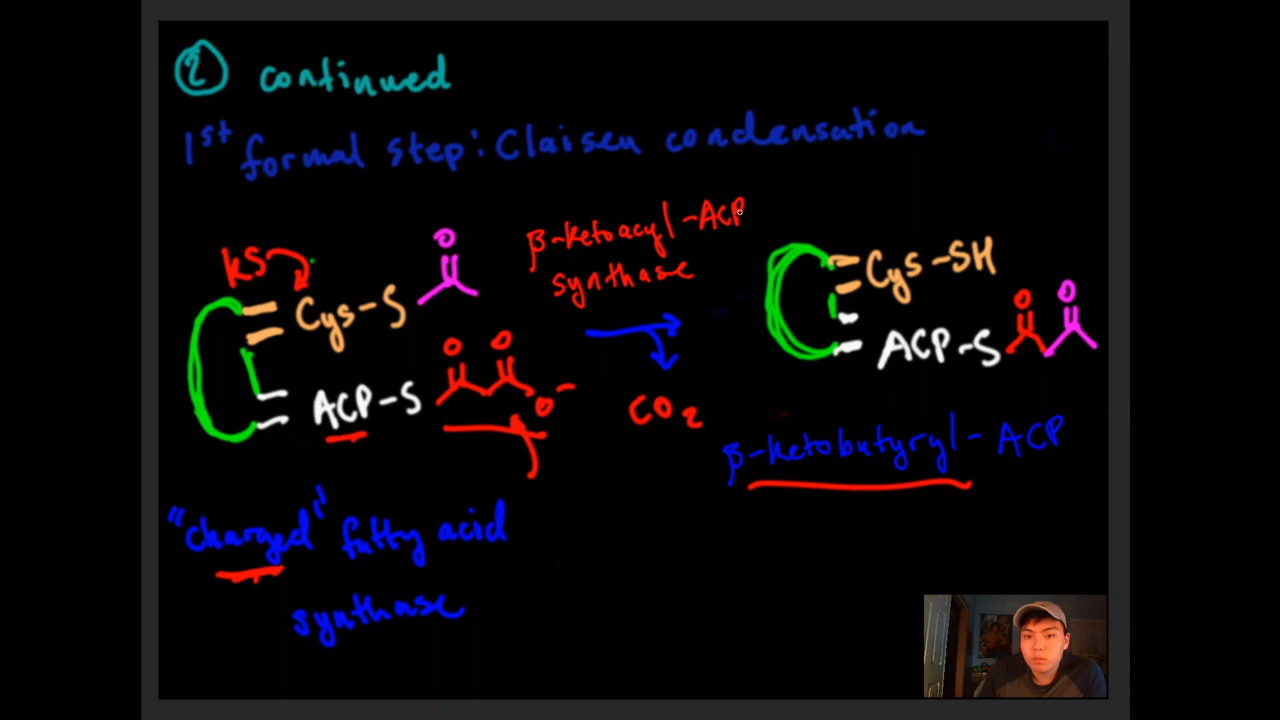 2 continued
1st formal step: Claisen condensation
β-ketoacyl-ACP
synthase
KS
O
Cys-S
O O
ACP-S
O-
CO2
Cys-SH
O O
ACP-S
β-ketobutyryl-ACP
"charged" fatty acid
synthase